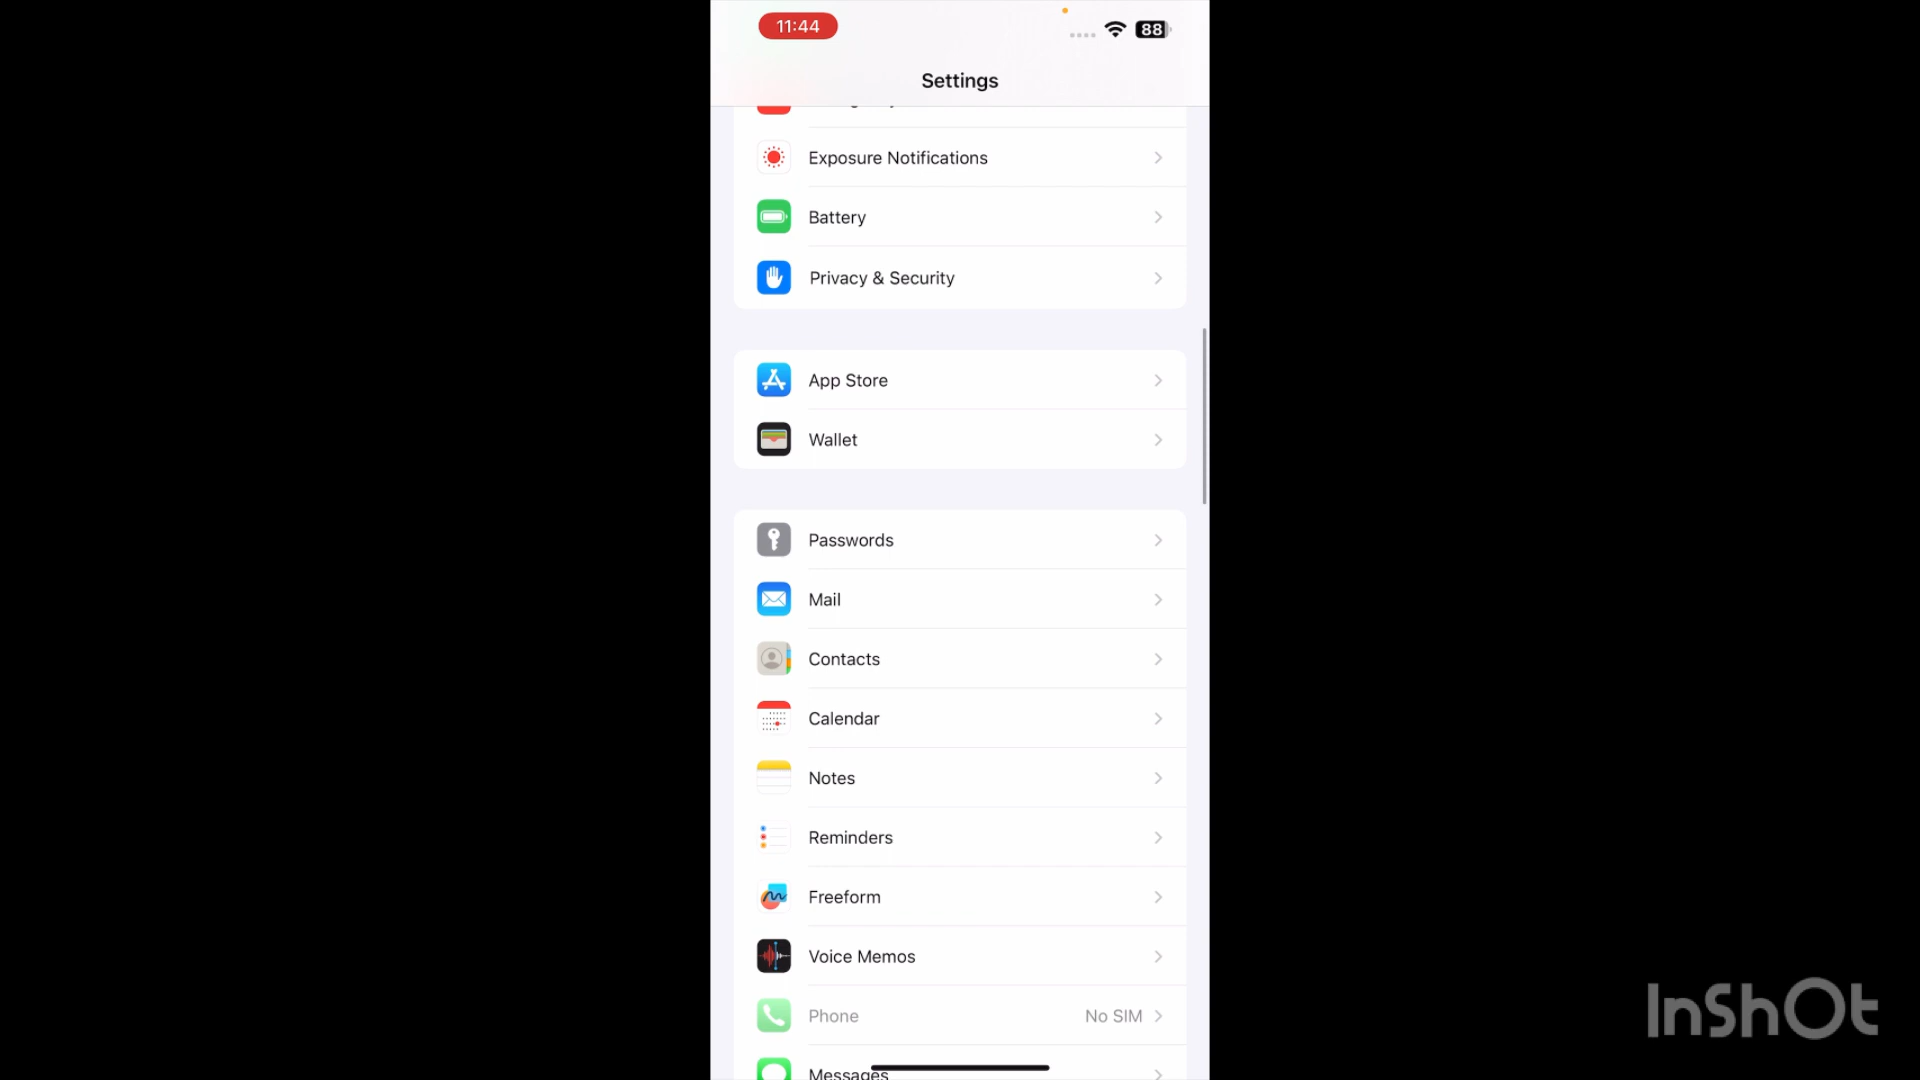 11:44
88
Settings
Exposure Notifications
Battery
Privacy & Security
App Store
Wallet
Passwords
Mail
Contacts
Calendar
Notes
Reminders
Freeform
Voice Memos
Phone No SIM
Messages
InShOt